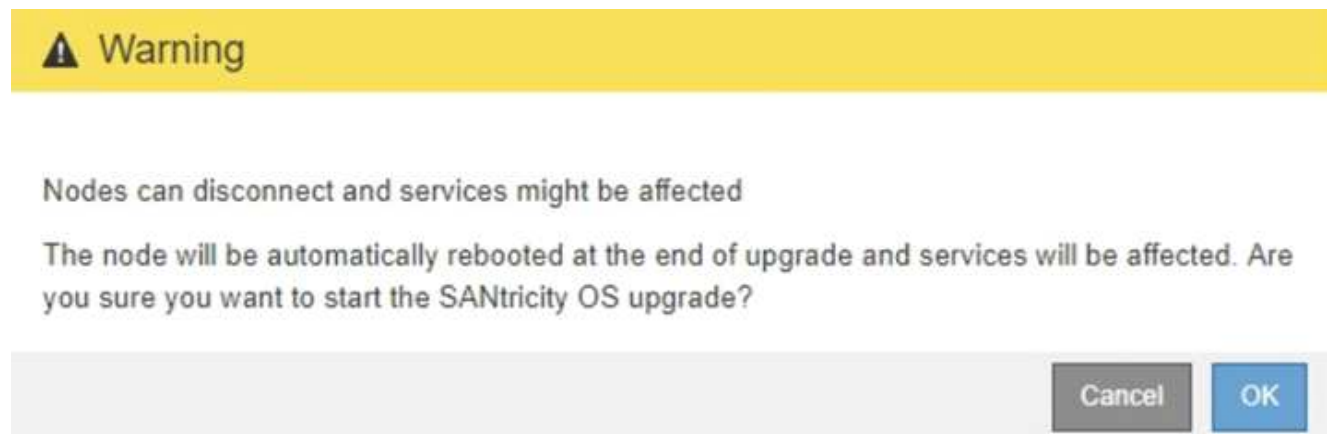 Warning
Nodes can disconnect and services might be affected
The node will be automatically rebooted at the end of upgrade and services will be affected. Are
you sure you want to start the SANtricity OS upgrade?
Cancel OK